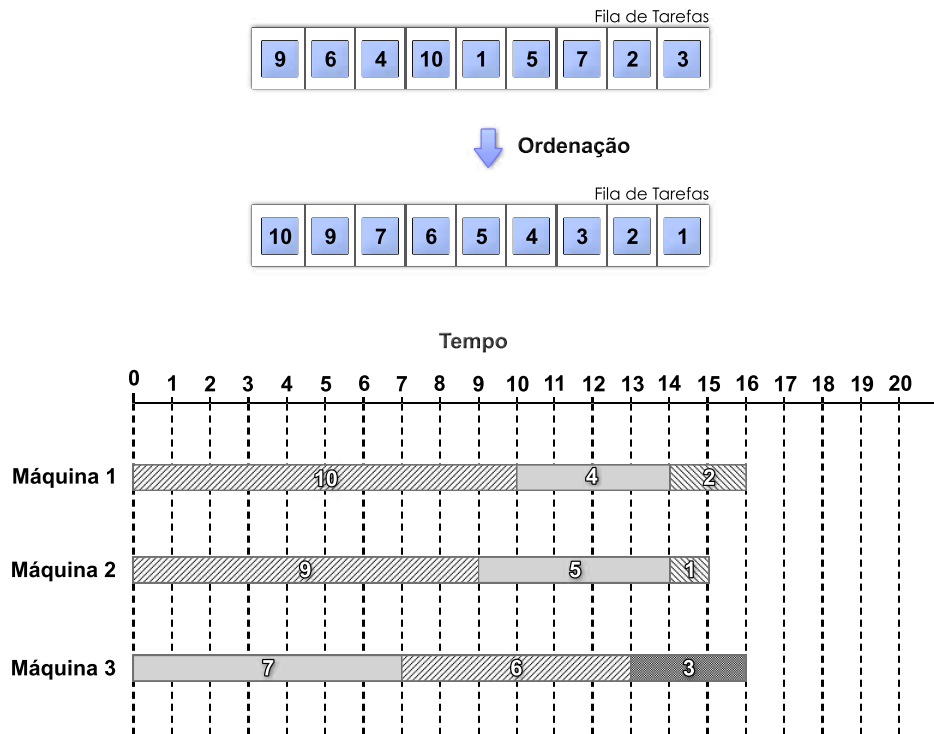 Fila de Tarefas
9 6 4 10 1 5 7 2 3
Ordenação
Fila de Tarefas
10 9 7 6 5 4 3 2 1
Tempo
0 1 2 3 4 5 6 7 8 9 10 11 12 13 14 15 16 17 18 19 20
Máquina 1 10 4 2
Máquina 2 9 5 1
Máquina 3 7 6 3